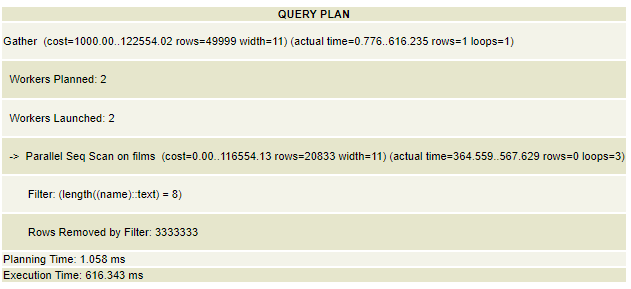 QUERY PLAN
Gather (cost=1000.00..122554.02 rows=49999 width=11) (actual time=0.776..616.235 rows=1 loops=1)
Workers Planned: 2
Workers Launched: 2
-> Parallel Seq Scan on films (cost=0.00..116554.13 rows=20833 width=11) (actual time=364.559..567.629 rows=0 loops=3)
Filter: (length((name)::text) = 8)
Rows Removed by Filter: 3333333
Planning Time: 1.058 ms
Execution Time: 616.343 ms